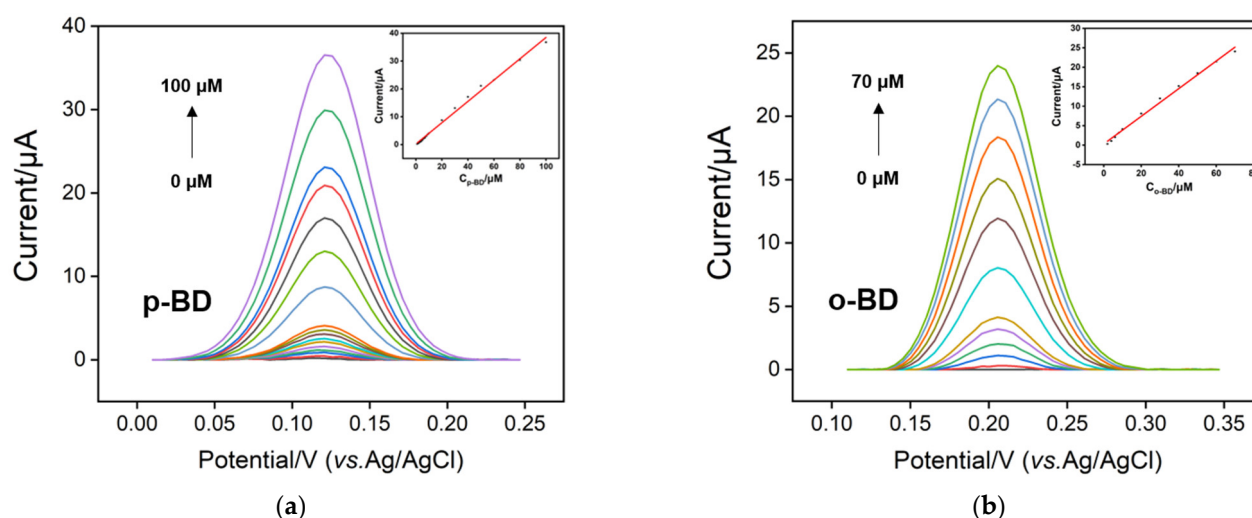 40
30
20
10
0
Current/μA
100 μM
0 μM
p-BD
40
30
20
10
0
Current/μA
0
20
40
60
80
100
C_p-BD/μM
0.00
0.05
0.10
0.15
0.20
0.25
Potential/V (vs.Ag/AgCl)
(a)
25
20
15
10
5
0
Current/μA
70 μM
0 μM
o-BD
30
25
20
15
10
5
0
-5
Current/μA
0
20
40
60
C_o-BD/μM
0.10
0.15
0.20
0.25
0.30
0.35
Potential/V (vs.Ag/AgCl)
(b)